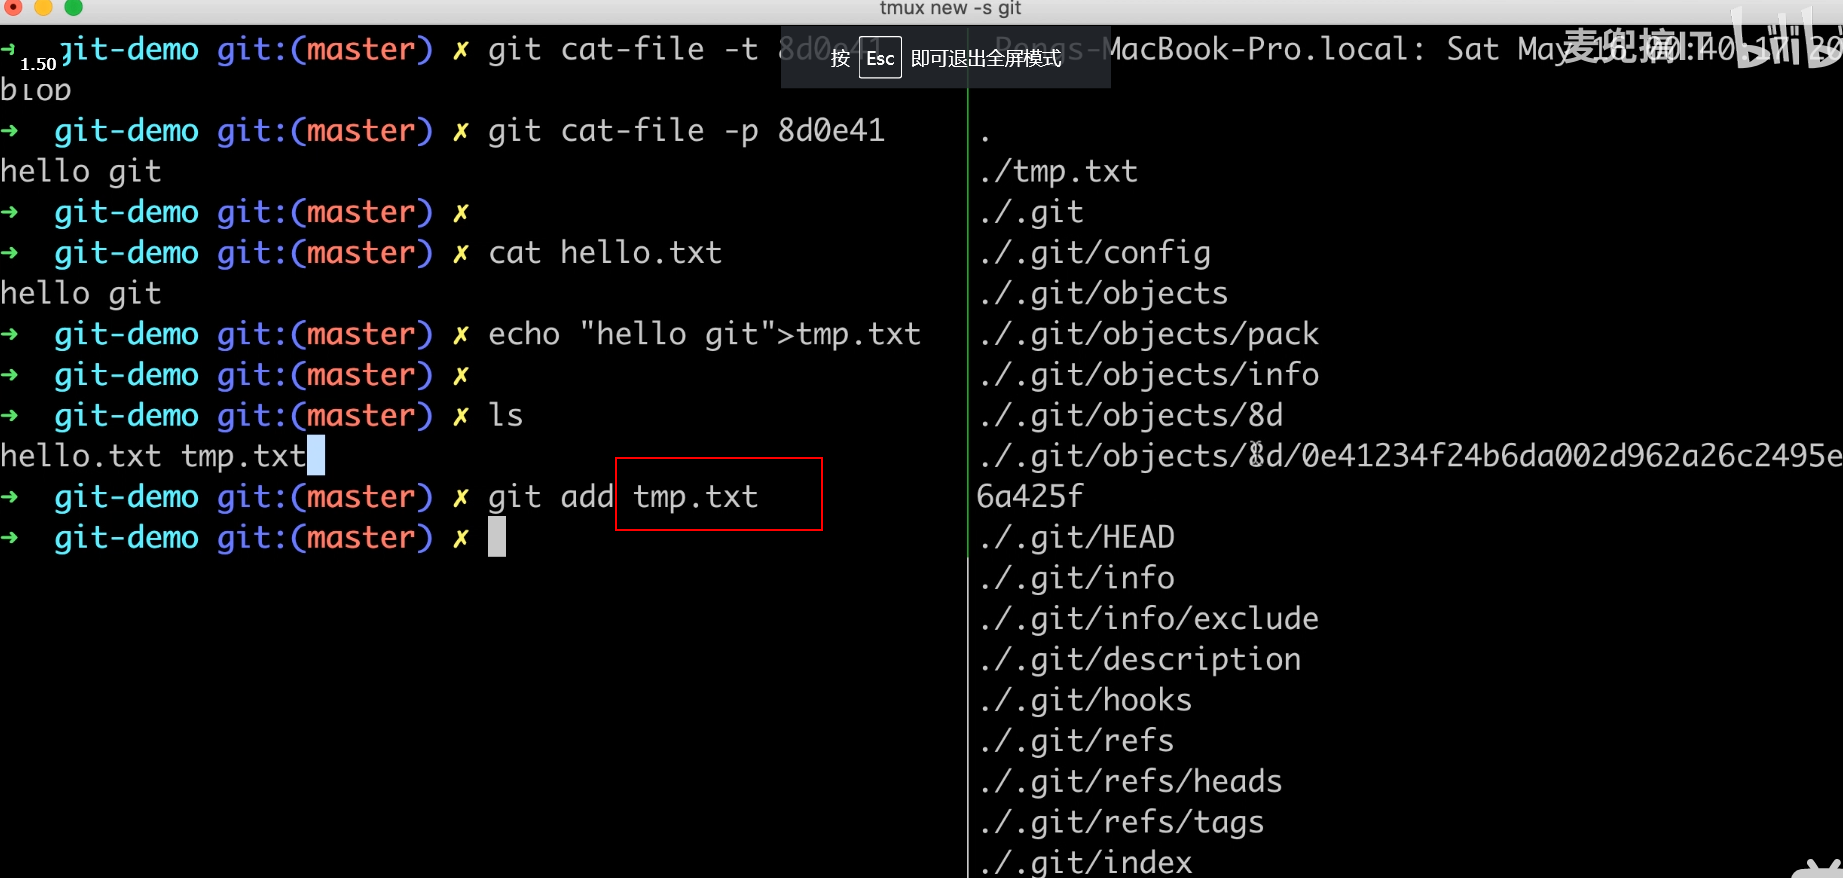 tmux new -s git
➜ git-demo git:(master) ✗ git cat-file -t 8d0e41
blob
➜ git-demo git:(master) ✗ git cat-file -p 8d0e41
hello git
➜ git-demo git:(master) ✗
➜ git-demo git:(master) ✗ cat hello.txt
hello git
➜ git-demo git:(master) ✗ echo "hello git">tmp.txt
➜ git-demo git:(master) ✗
➜ git-demo git:(master) ✗ ls
hello.txt tmp.txt
➜ git-demo git:(master) ✗ git add tmp.txt
➜ git-demo git:(master) ✗
1.50
按 Esc 即可退出全屏模式
麦兜搞IT
bilibili
-MacBook-Pro.local: Sat May 16 00:40:17 20
.
./tmp.txt
./.git
./.git/config
./.git/objects
./.git/objects/pack
./.git/objects/info
./.git/objects/8d
./.git/objects/8d/0e41234f24b6da002d962a26c2495e
6a425f
./.git/HEAD
./.git/info
./.git/info/exclude
./.git/description
./.git/hooks
./.git/refs
./.git/refs/heads
./.git/refs/tags
./.git/index